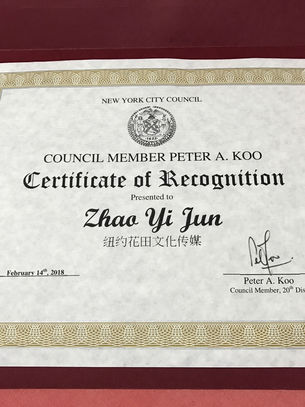 NEW YORK CITY COUNCIL
COUNCIL MEMBER PETER A. KOO
Certificate of Recognition
Presented to
Zhao Yi Jun
纽约花田文化传媒
February 14th, 2018
Peter A. Koo
Council Member, 20th Dis